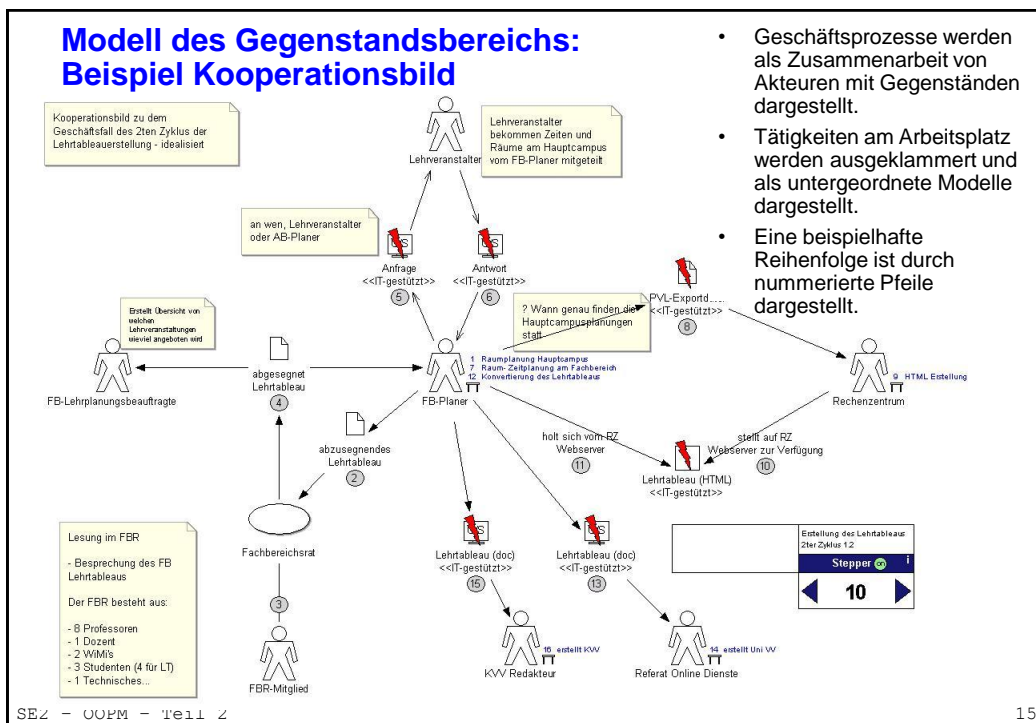 Modell des Gegenstandsbereichs:
Beispiel Kooperationsbild
• Geschäftsprozesse werden
als Zusammenarbeit von
Akteuren mit Gegenständen
dargestellt.
• Tätigkeiten am Arbeitsplatz
werden ausgeklammert und
als untergeordnete Modelle
dargestellt.
• Eine beispielhafte
Reihenfolge ist durch
nummerierte Pfeile
dargestellt.
Kooperationsbild zu dem
Geschäftsfall des 2ten Zyklus der
Lehrtableauerstellung - idealisiert
Lehrveranstalter
Lehrveranstalter
bekommen Zeiten und
Räume am Hauptcampus
vom FB-Planer mitgeteilt
an wen, Lehrveranstalter
oder AB-Planer
Anfrage
<<IT-gestützt>>
5
Antwort
<<IT-gestützt>>
6
PVL-Exportd...
<<IT-gestützt>>
8
? Wann genau finden die
Hauptcampusplanungen
statt
Erstellt Übersicht von
welchen
Lehrveranstaltungen
wieviel angeboten wird
FB-Lehrplanungsbeauftragte
abgesegnet
Lehrtableau
4
1 Raumplanung Hauptcampus
7 Raum- Zeitplanung am Fachbereich
12 Konvertierung des Lehrtableaus
FB-Planer
9 HTML Erstellung
Rechenzentrum
abzusegnendes
Lehrtableau
2
holt sich vom RZ
Webserver
11
stellt auf RZ
Webserver zur Verfügung
10
Lehrtableau (HTML)
<<IT-gestützt>>
Fachbereichsrat
Lesung im FBR
- Besprechung des FB
Lehrtableaus
Der FBR besteht aus:
- 8 Professoren
- 1 Dozent
- 2 WiMi's
- 3 Studenten (4 für LT)
- 1 Technisches...
3
FBR-Mitglied
Lehrtableau (doc)
<<IT-gestützt>>
15
Lehrtableau (doc)
<<IT-gestützt>>
13
16 erstellt KVV
KVV Redakteur
14 erstellt Uni VV
Referat Online Dienste
Erstellung des Lehrtableaus
2ter Zyklus 1.2
Stepper on i
10
SE2 - OOPM - Teil 2
15